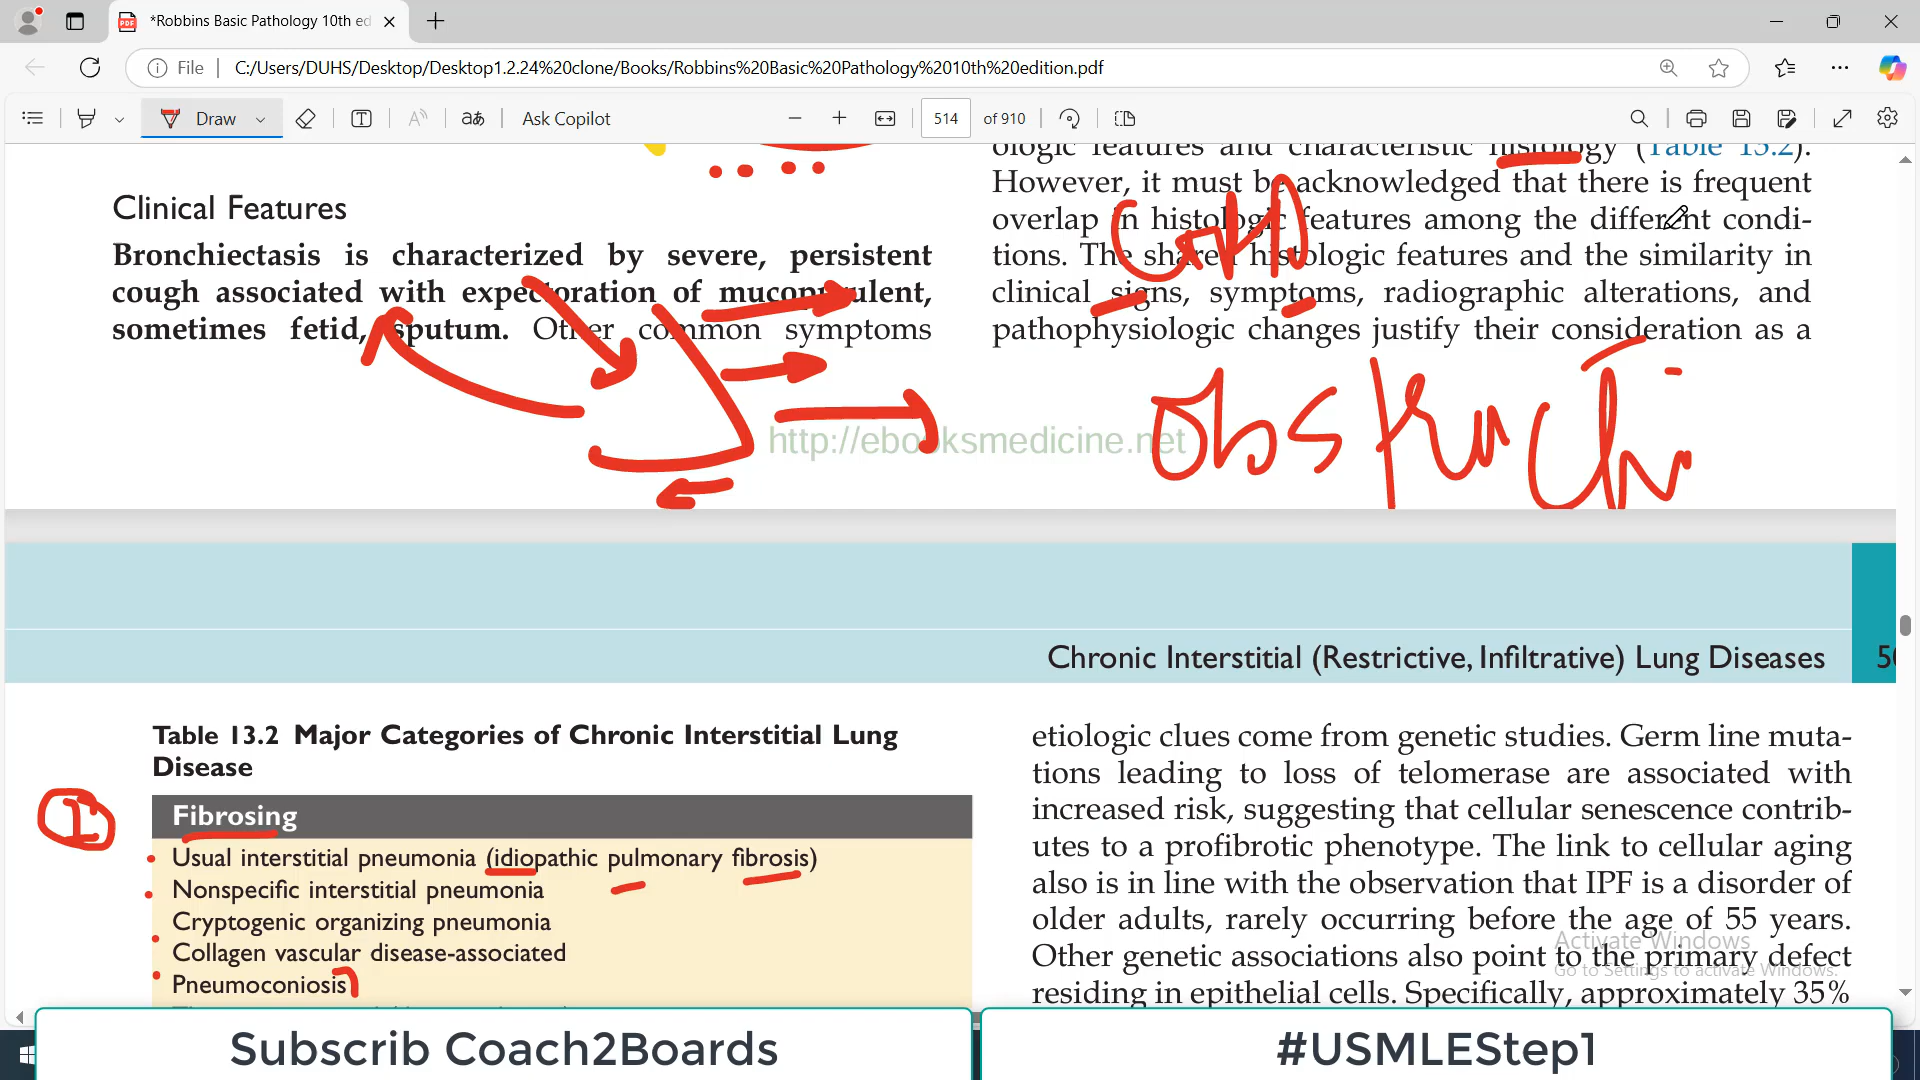 *Robbins Basic Pathology 10th ed
File
C:/Users/DUHS/Desktop/Desktop1.2.24%20clone/Books/Robbins%20Basic%20Pathology%2010th%20edition.pdf
Draw
Ask Copilot
514 of 910
Clinical Features
Bronchiectasis is characterized by severe, persistent
cough associated with expectoration of mucopurulent,
sometimes fetid, sputum. Other common symptoms
ologic features and characteristic histology (Table 13.2).
However, it must be acknowledged that there is frequent
overlap in histologic features among the different condi-
tions. The shared histologic features and the similarity in
clinical signs, symptoms, radiographic alterations, and
pathophysiologic changes justify their consideration as a
http://ebooksmedicine.net
Chronic Interstitial (Restrictive, Infiltrative) Lung Diseases
Table 13.2 Major Categories of Chronic Interstitial Lung
Disease
I
Fibrosing
Usual interstitial pneumonia (idiopathic pulmonary fibrosis)
Nonspecific interstitial pneumonia
Cryptogenic organizing pneumonia
Collagen vascular disease-associated
Pneumoconiosis
etiologic clues come from genetic studies. Germ line muta-
tions leading to loss of telomerase are associated with
increased risk, suggesting that cellular senescence contrib-
utes to a profibrotic phenotype. The link to cellular aging
also is in line with the observation that IPF is a disorder of
older adults, rarely occurring before the age of 55 years.
Other genetic associations also point to the primary defect
residing in epithelial cells. Specifically, approximately 35%
Activate Windows
Go to Settings to activate Windows.
Subscrib Coach2Boards
#USMLEStep1